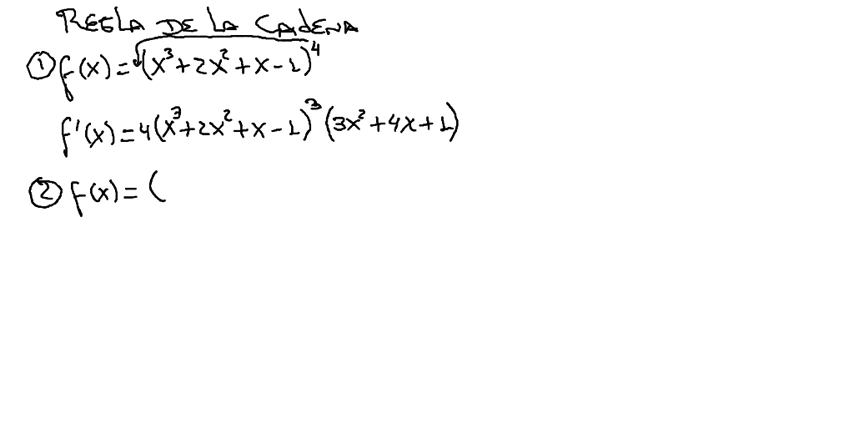 REGLA DE LA CADENA
① f(x) = (x³+2x²+x-1)⁴
f'(x) = 4(x³+2x²+x-1)³ (3x²+4x+1)
② f(x) = (